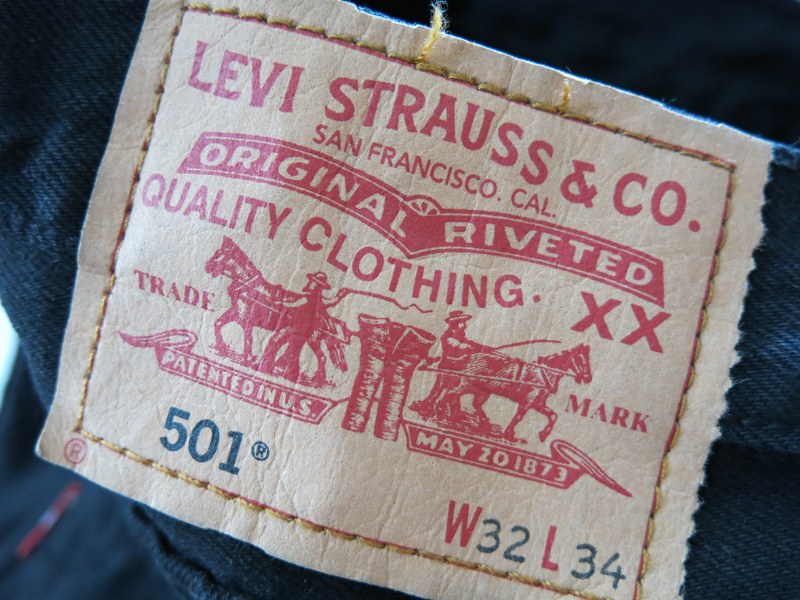 LEVI STRAUSS & CO.
SAN FRANCISCO. CAL.
ORIGINAL RIVETED
QUALITY CLOTHING. XX
TRADE MARK
PATENTED IN U.S. MAY 20 1873
501®
W32 L34
®